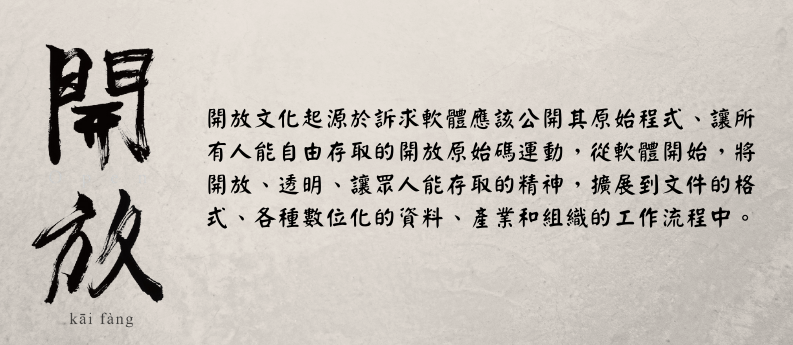 開放
kāi fàng
開放文化起源於訴求軟體應該公開其原始程式、讓所
有人能自由存取的開放原始碼運動，從軟體開始，將
開放、透明、讓眾人能存取的精神，擴展到文件的格
式、各種數位化的資料、產業和組織的工作流程中。